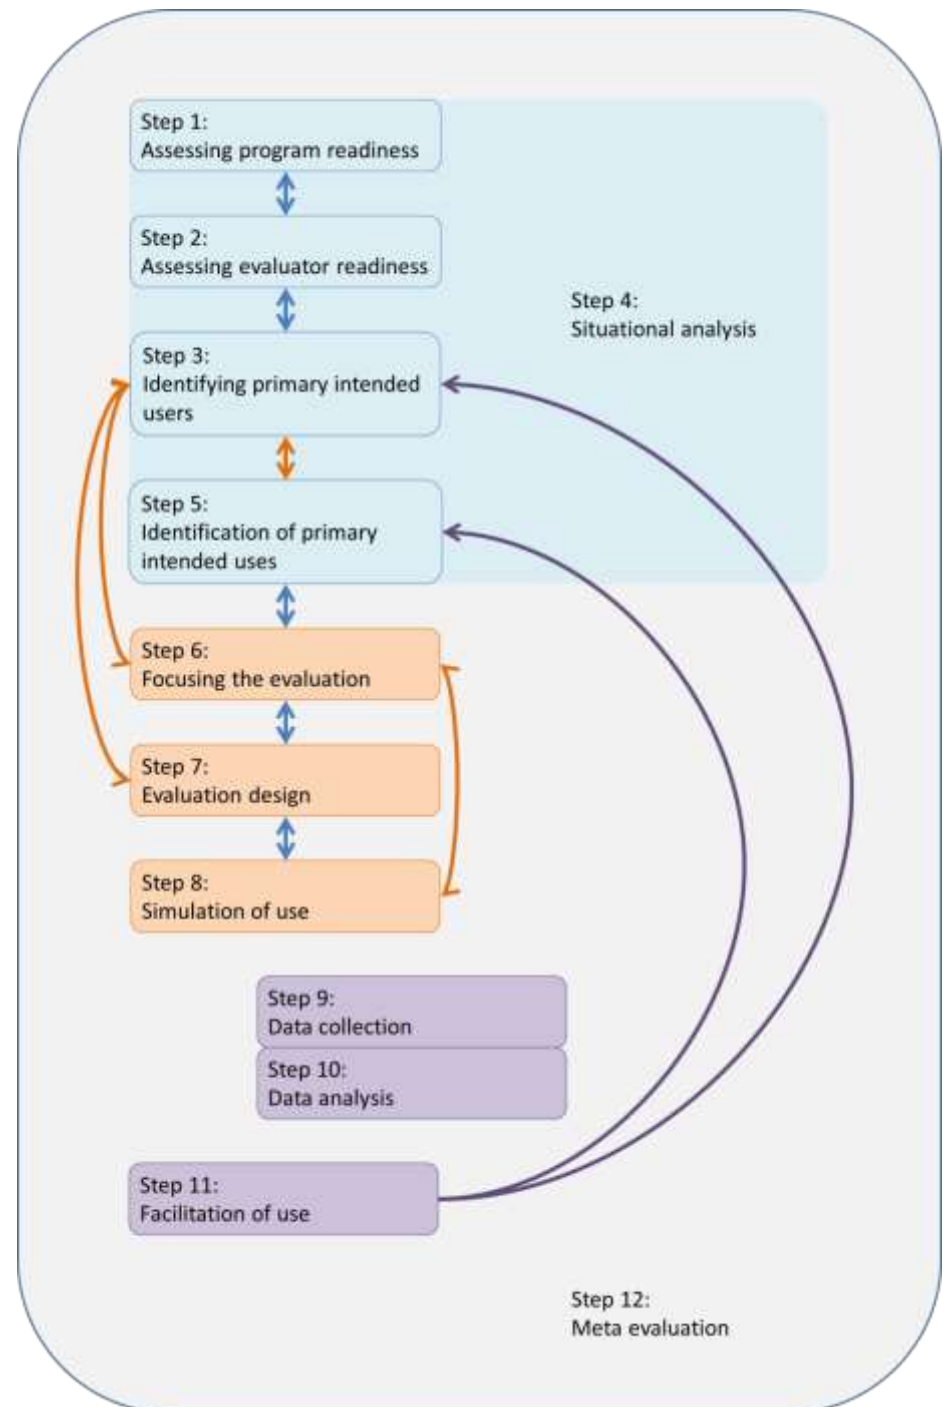 Step 1:
Assessing program readiness
Step 2:
Assessing evaluator readiness
Step 4:
Situational analysis
Step 3:
Identifying primary intended
users
Step 5:
Identification of primary
intended uses
Step 6:
Focusing the evaluation
Step 7:
Evaluation design
Step 8:
Simulation of use
Step 9:
Data collection
Step 10:
Data analysis
Step 11:
Facilitation of use
Step 12:
Meta evaluation